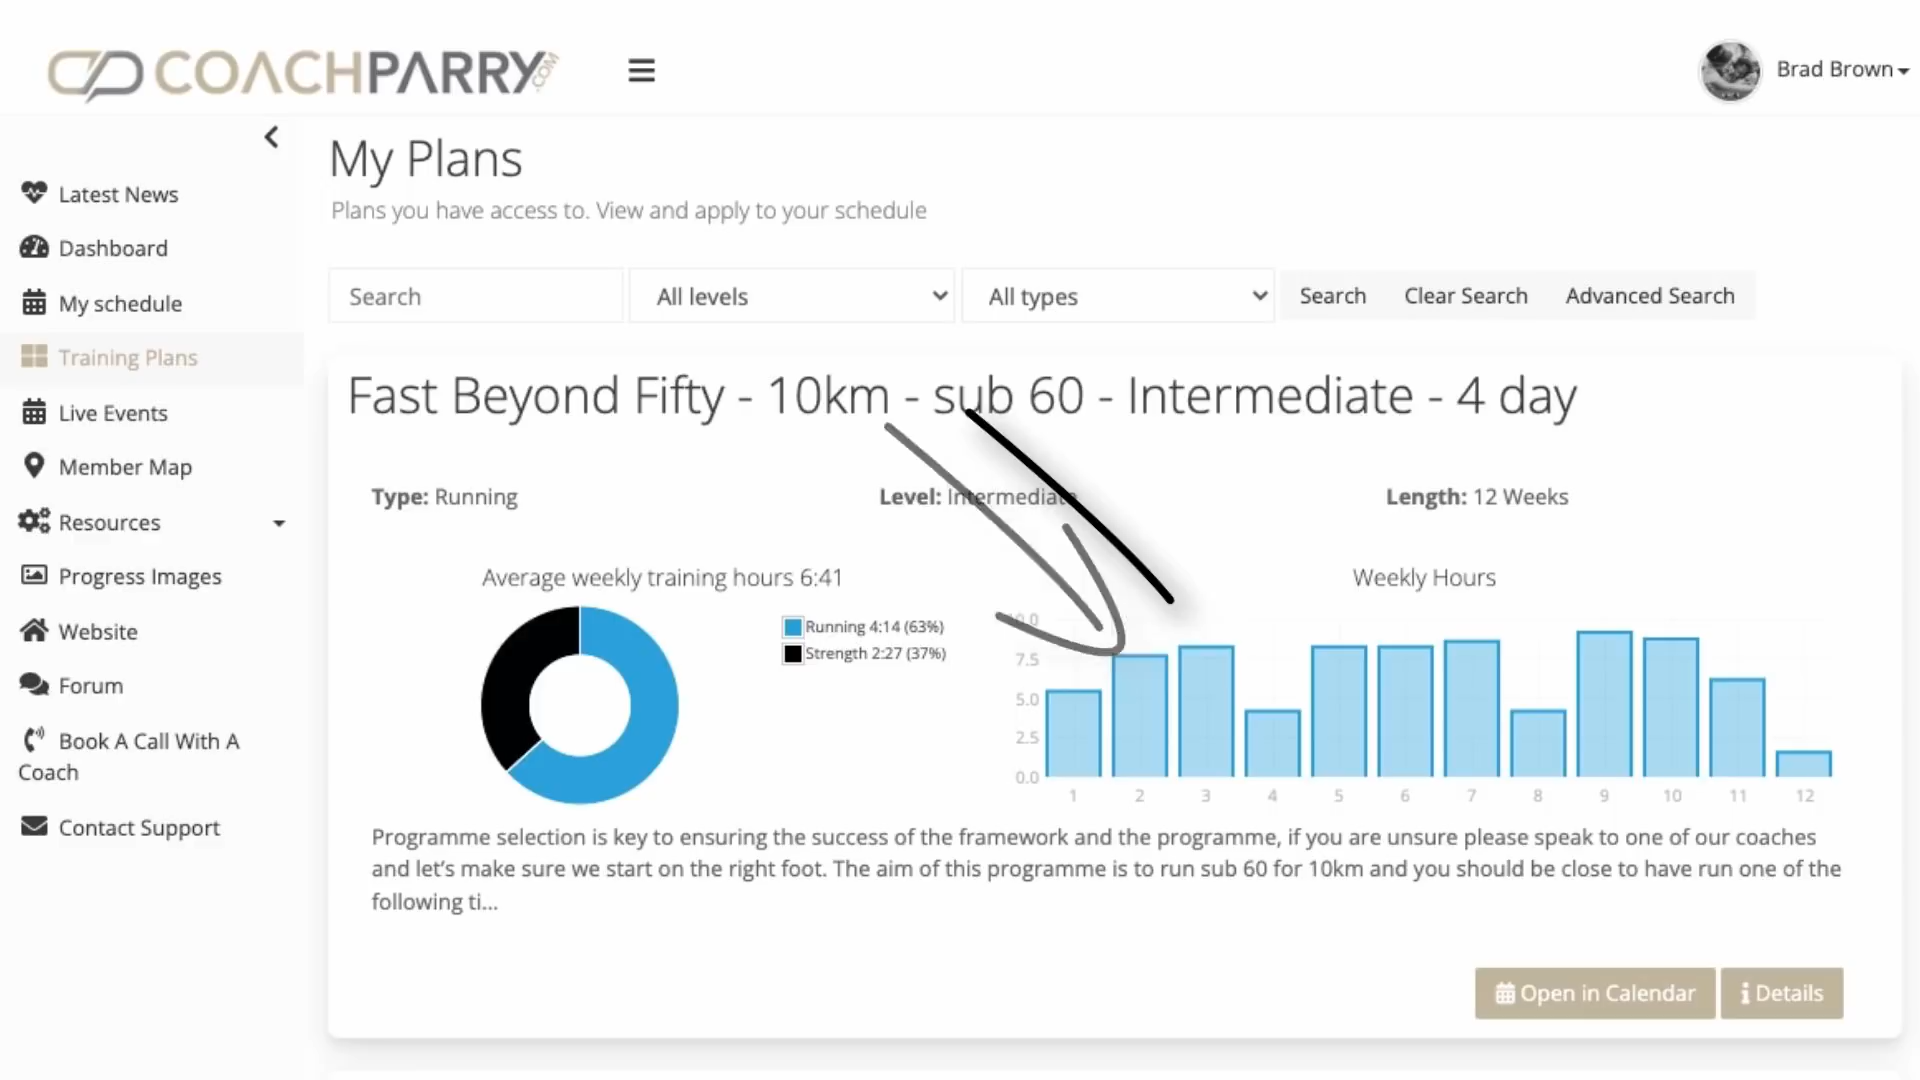 COACHPARRY.COM
Brad Brown
My Plans
Plans you have access to. View and apply to your schedule
Latest News
Dashboard
My schedule
Training Plans
Live Events
Member Map
Resources
Progress Images
Website
Forum
Book A Call With A
Coach
Contact Support
Search
All levels
All types
Search
Clear Search
Advanced Search
Fast Beyond Fifty - 10km - sub 60 - Intermediate - 4 day
Type: Running
Level: Intermediate
Length: 12 Weeks
Average weekly training hours 6:41
Running 4:14 (63%)
Strength 2:27 (37%)
Weekly Hours
10.0
7.5
5.0
2.5
0.0
1 2 3 4 5 6 7 8 9 10 11 12
Programme selection is key to ensuring the success of the framework and the programme, if you are unsure please speak to one of our coaches
and let's make sure we start on the right foot. The aim of this programme is to run sub 60 for 10km and you should be close to have run one of the
following ti...
Open in Calendar
Details